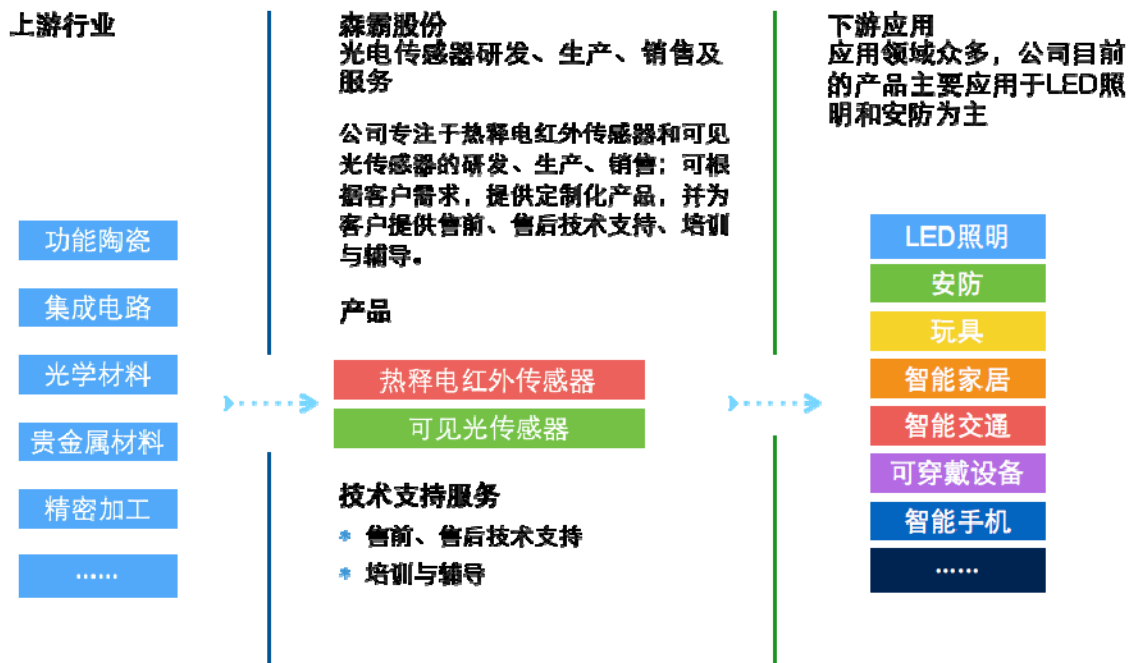 上游行业
功能陶瓷
集成电路
光学材料
贵金属材料
精密加工
……
森霸股份
光电传感器研发、生产、销售及
服务
公司专注于热释电红外传感器和可见
光传感器的研发、生产、销售；可根
据客户需求，提供定制化产品，并为
客户提供售前、售后技术支持、培训
与辅导。
产品
热释电红外传感器
可见光传感器
技术支持服务
* 售前、售后技术支持
* 培训与辅导
下游应用
应用领域众多，公司目前
的产品主要应用于LED照
明和安防为主
LED照明
安防
玩具
智能家居
智能交通
可穿戴设备
智能手机
……